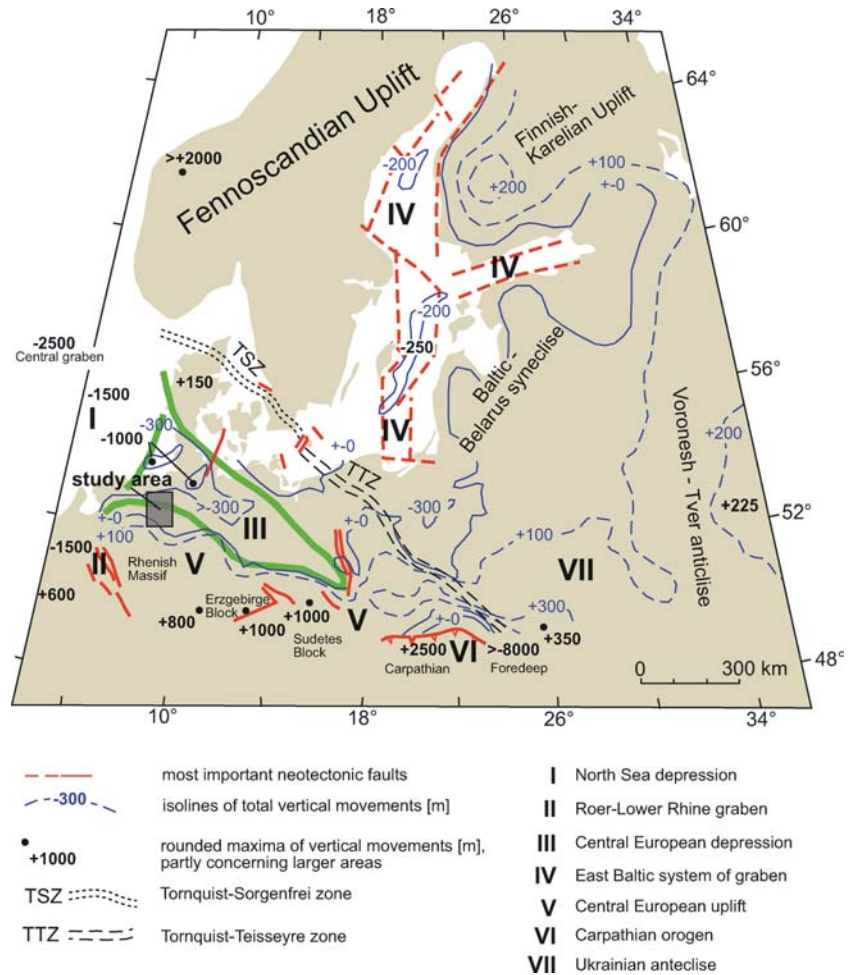 10° 18° 26° 34°
64°
Fennoscandian Uplift
Finnish-
Karelian Uplift
>+2000
-200
+100
+200
+-0
IV
60°
IV
-200
-2500
Central graben
TSZ
-250
Baltic -
Belarus syneclise
56°
+150
-1500
I
-300
-1000
IV
+-0
Voronesh - Tver anticlise
+200
study area
TTZ
>-300
-300
+225
52°
+-0
III
+-0
+100
+100
-1500
II
Rhenish
Massif
V
VII
+600
Erzgebirge
Block
+800
+1000
+1000
Sudetes
Block
V
+-0
+300
+2500
VI
>-8000
+350
Carpathian
Foredeep
0 300 km
48°
10° 18° 26° 34°
most important neotectonic faults
-300
isolines of total vertical movements [m]
+1000
rounded maxima of vertical movements [m],
partly concerning larger areas
TSZ
Tornquist-Sorgenfrei zone
TTZ
Tornquist-Teisseyre zone
I North Sea depression
II Roer-Lower Rhine graben
III Central European depression
IV East Baltic system of graben
V Central European uplift
VI Carpathian orogen
VII Ukrainian anteclise